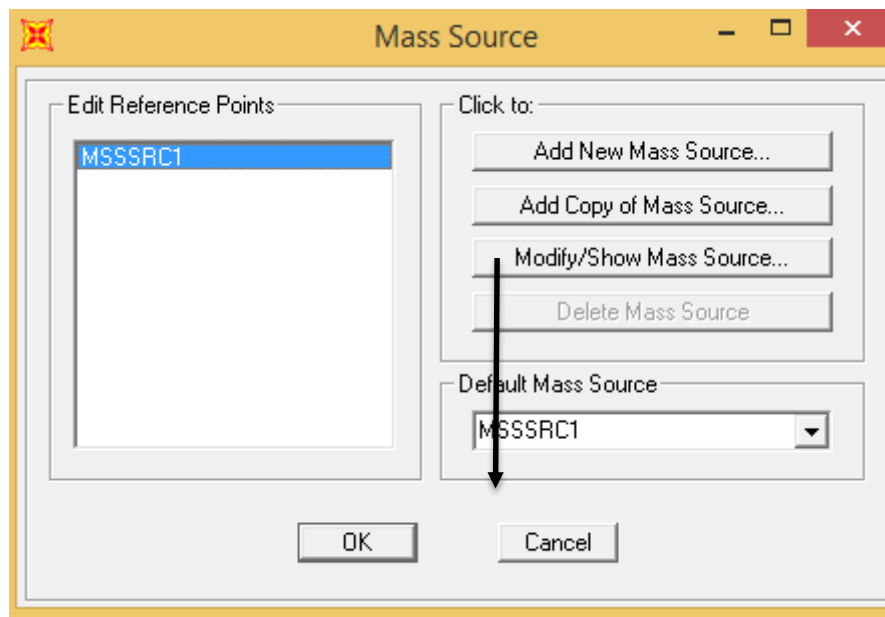 Mass Source
Edit Reference Points
MSSSRC1
Click to:
Add New Mass Source...
Add Copy of Mass Source...
Modify/Show Mass Source...
Delete Mass Source
Default Mass Source
MSSSRC1
OK
Cancel